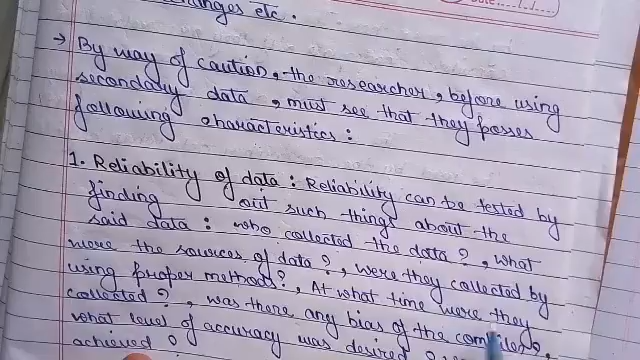 changes etc.
Date..../..../....
→ By way of caution, the researcher, before using
secondary data, must see that they posses
following characteristics:
1. Reliability of data: Reliability can be tested by
finding out such things about the
said data: who collected the data?, what
were the sources of data?, were they collected by
using proper methods?, At what time were they
collected?, was there any bias of the compiler?,
what level of accuracy was desired?
achieved?